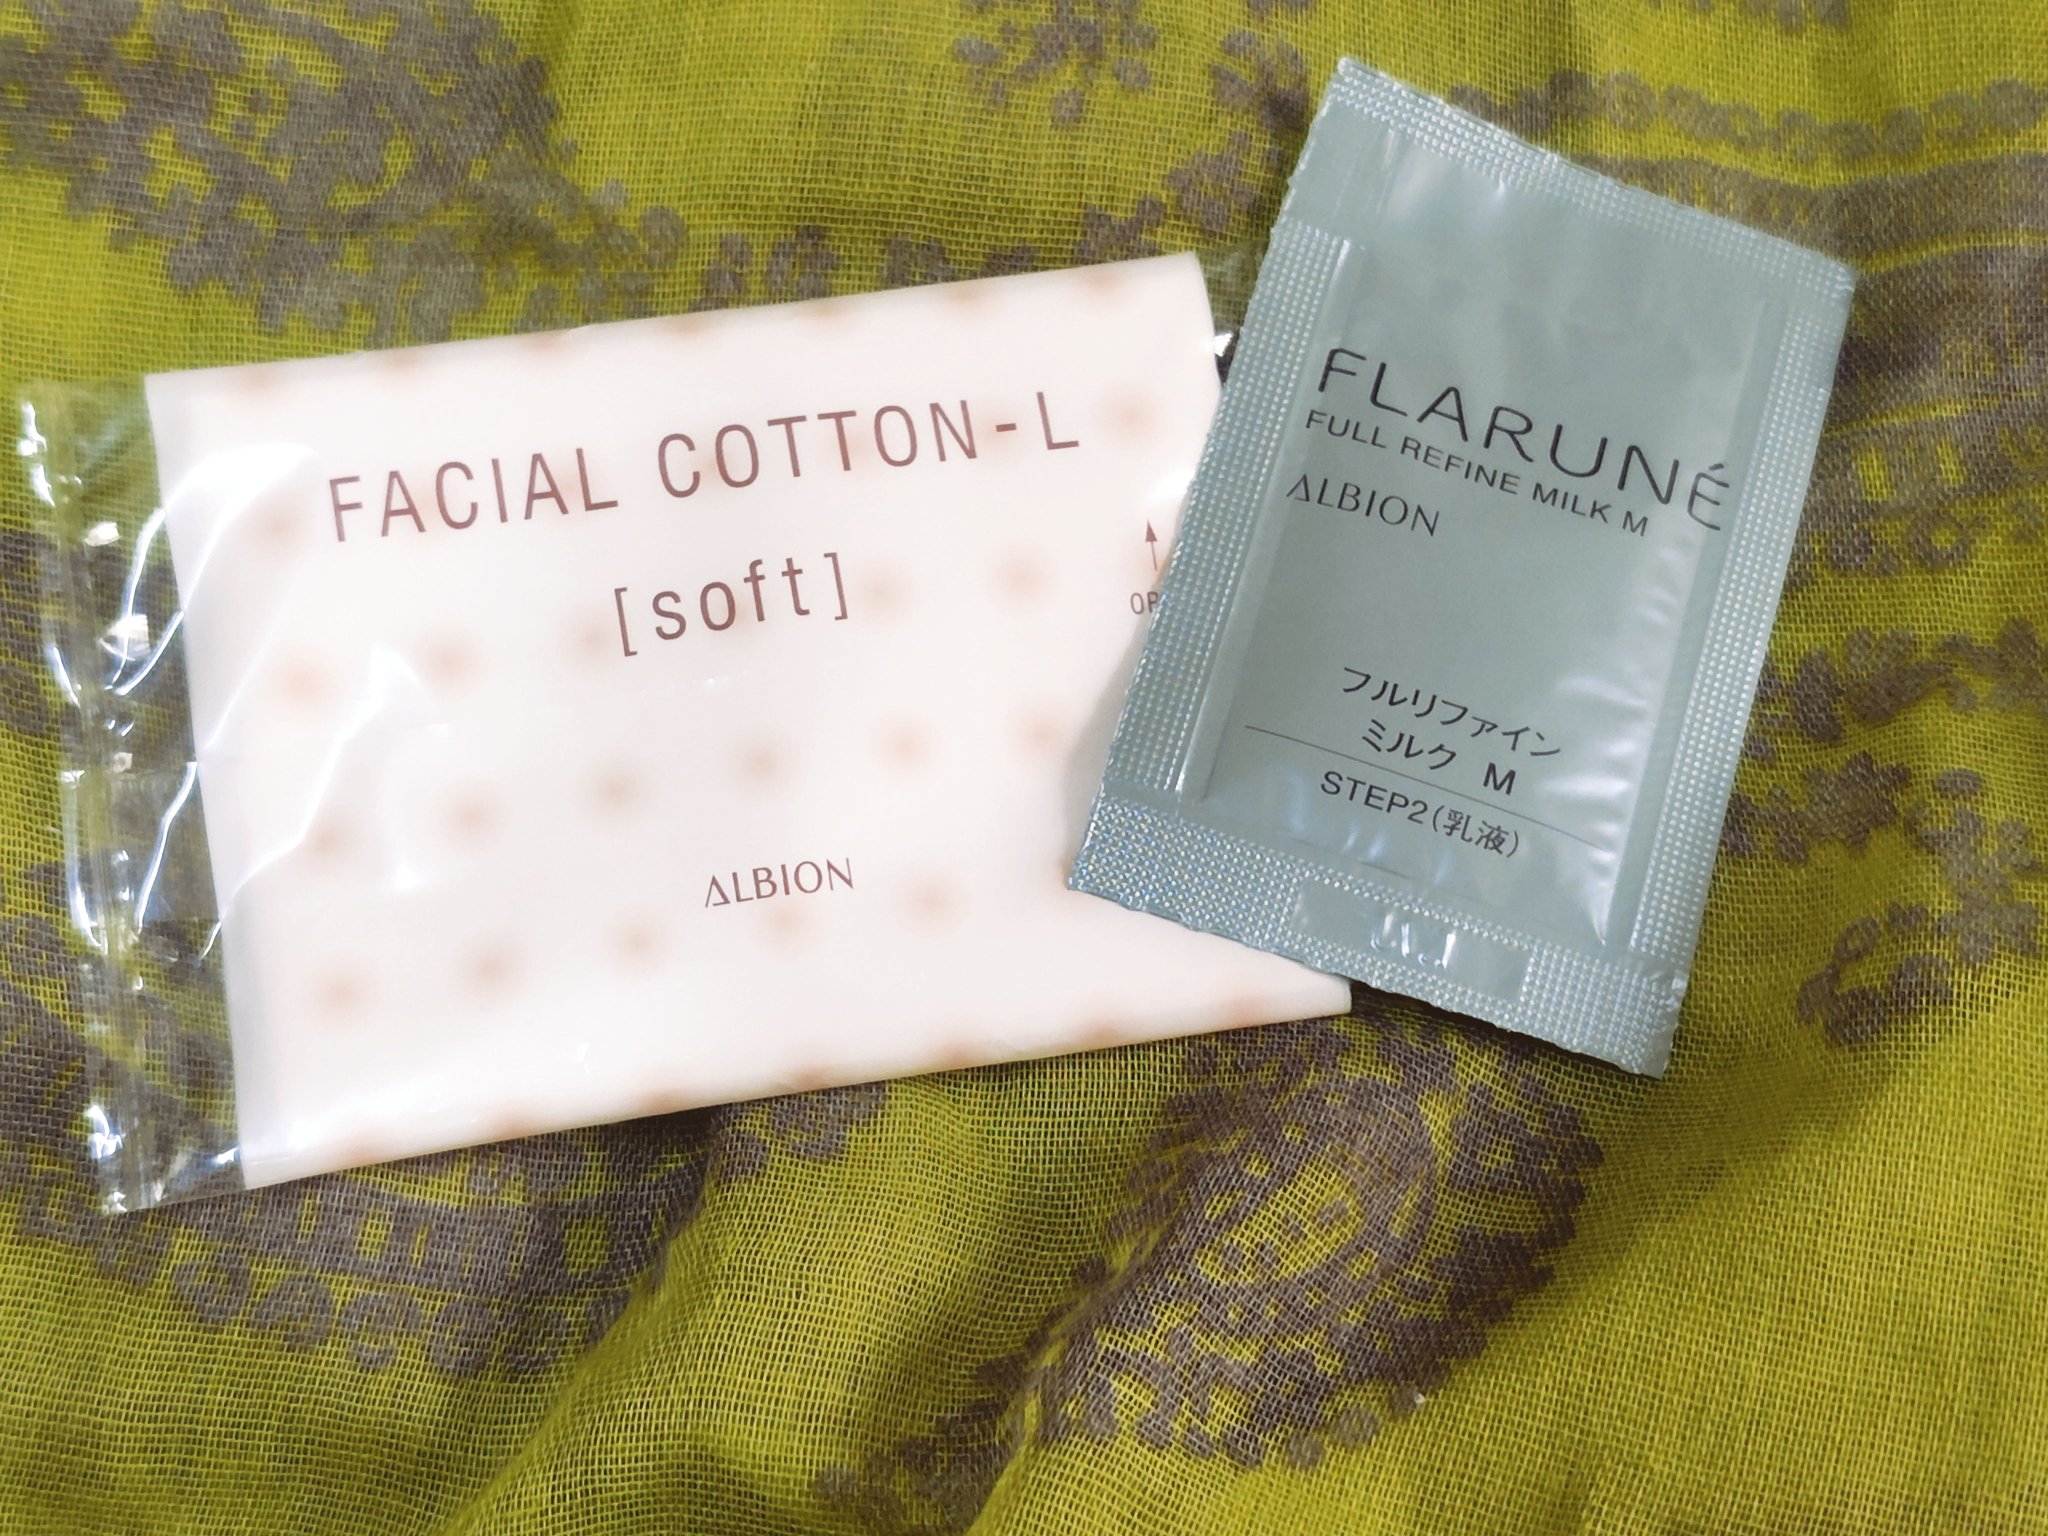 FACIAL COTTON-L
[soft]
ALBION
FLARUNÉ
FULL REFINE MILK M
ALBION
フルリファイン
ミルク M
STEP2(乳液)